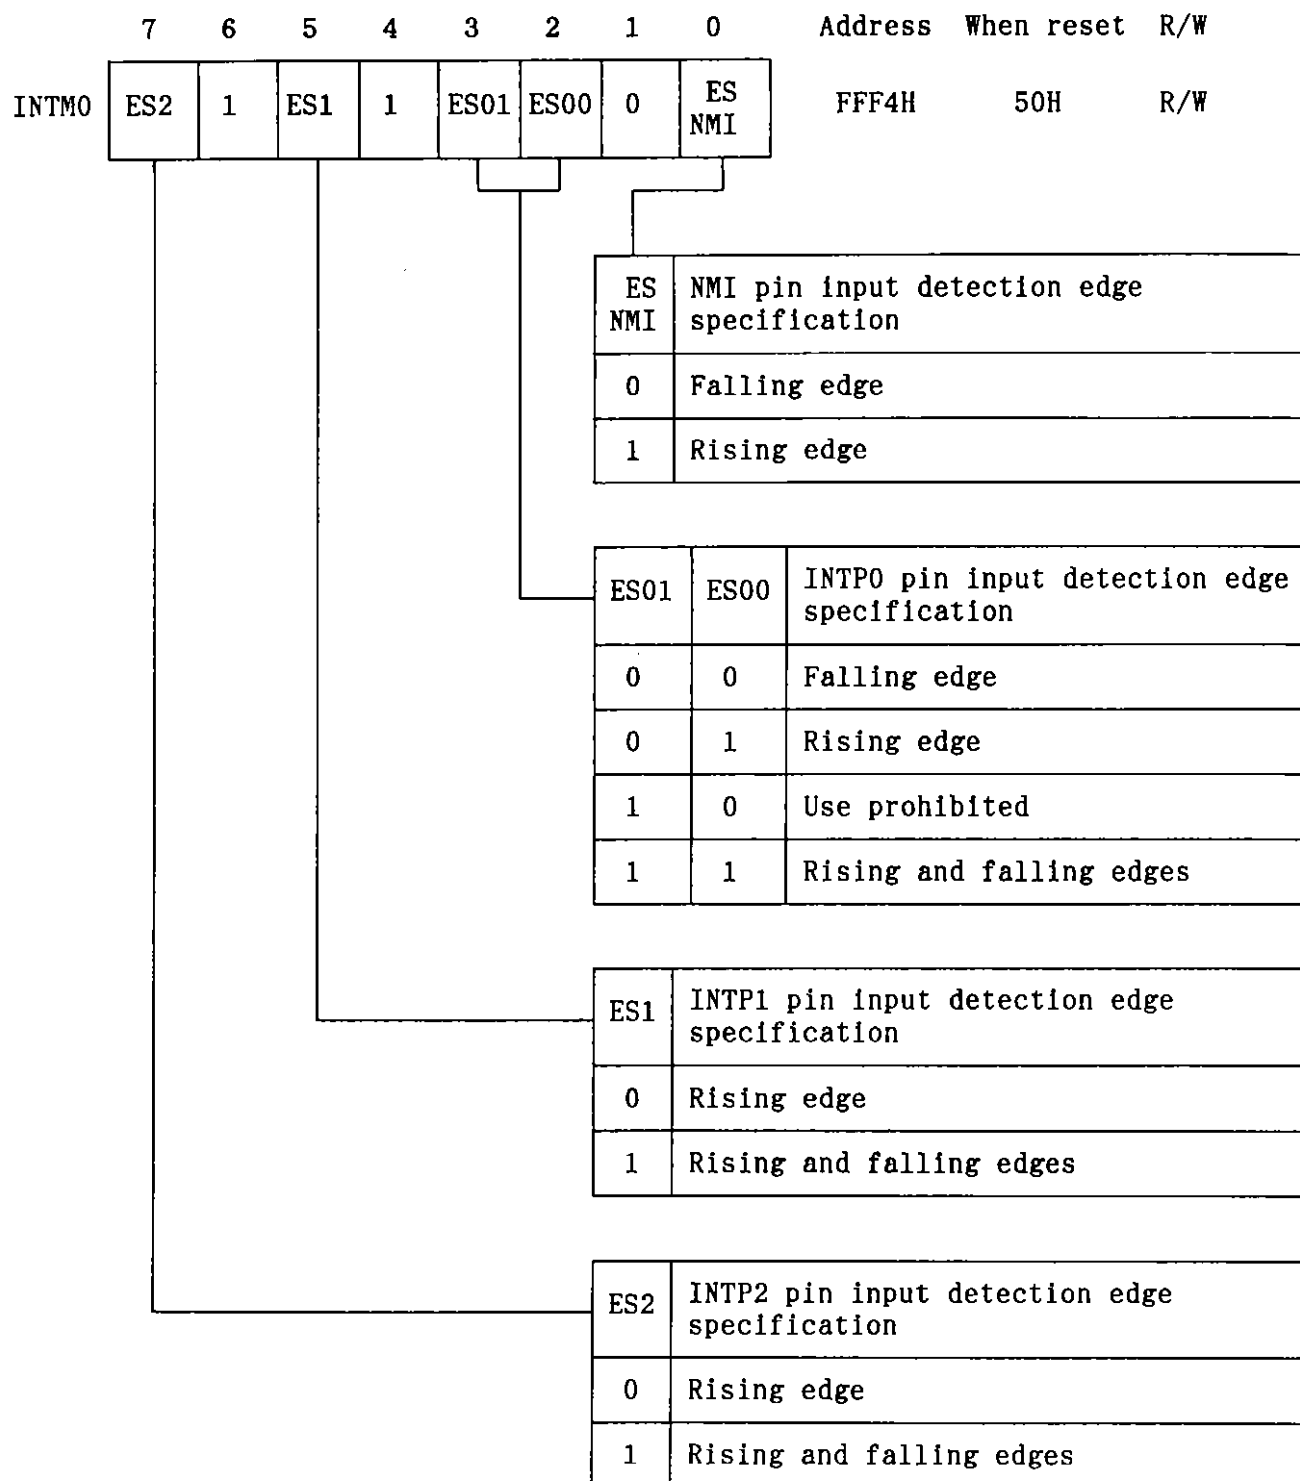 7 6 5 4 3 2 1 0 Address When reset R/W
INTM0 ES2 1 ES1 1 ES01 ES00 0 ES NMI FFF4H 50H R/W
ES NMI NMI pin input detection edge
specification
0 Falling edge
1 Rising edge
ES01 ES00 INTP0 pin input detection edge
specification
0 0 Falling edge
0 1 Rising edge
1 0 Use prohibited
1 1 Rising and falling edges
ES1 INTP1 pin input detection edge
specification
0 Rising edge
1 Rising and falling edges
ES2 INTP2 pin input detection edge
specification
0 Rising edge
1 Rising and falling edges